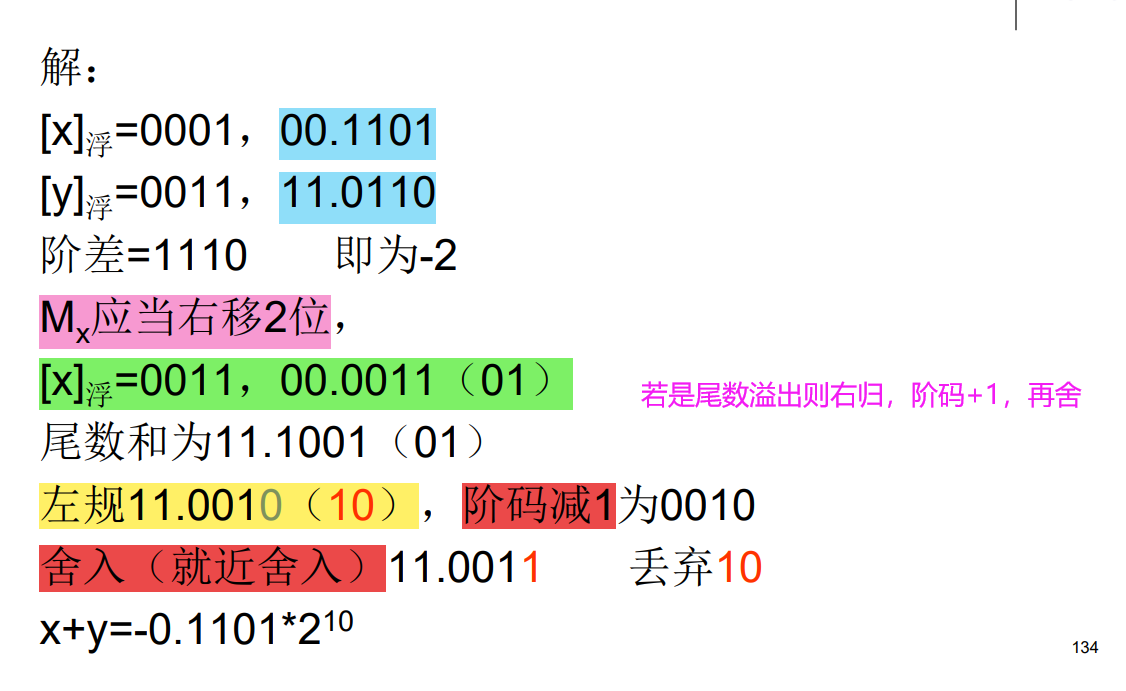 解：
[x]浮=0001，00.1101
[y]浮=0011，11.0110
阶差=1110 即为-2
Mx应当右移2位，
[x]浮=0011，00.0011（01） 若是尾数溢出则右归，阶码+1，再舍
尾数和为11.1001（01）
左规11.0010（10），阶码减1为0010
舍入（就近舍入）11.0011 丢弃10
x+y=-0.1101*2^10
134